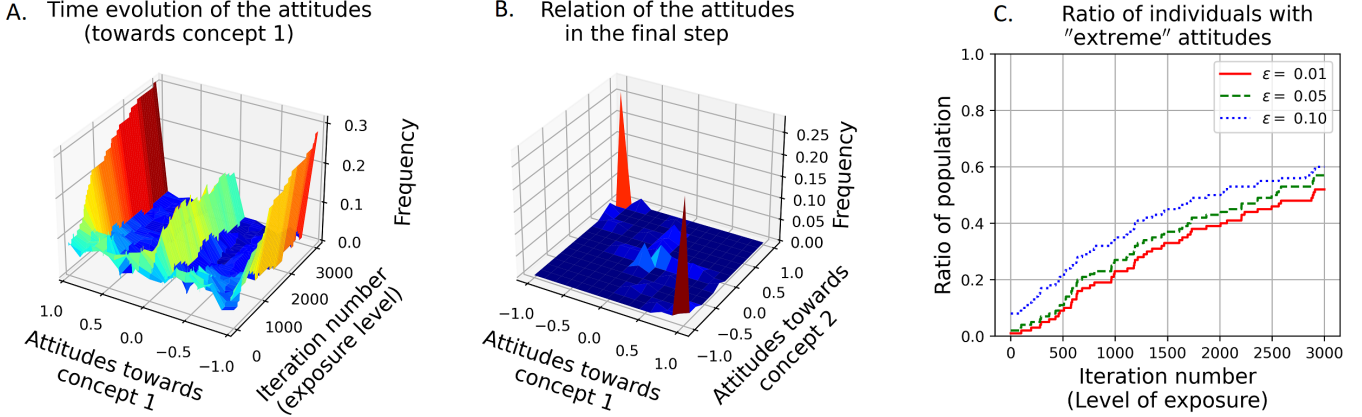 A.
Time evolution of the attitudes
(towards concept 1)
0.3
0.2
0.1
0.0
Frequency
3000
2000
1000
0
Iteration number
(exposure level)
1.0
0.5
0.0
−0.5
−1.0
Attitudes towards
concept 1
B.
Relation of the attitudes
in the final step
0.25
0.20
0.15
0.10
0.05
0.00
Frequency
1.0
0.5
0.0
−0.5
−1.0
Attitudes towards
concept 2
−1.0
−0.5
0.0
0.5
1.0
Attitudes towards
concept 1
C.
Ratio of individuals with
"extreme" attitudes
1.0
0.8
0.6
0.4
0.2
0.0
Ratio of population
ε = 0.01
ε = 0.05
ε = 0.10
0 500 1000 1500 2000 2500 3000
Iteration number
(Level of exposure)